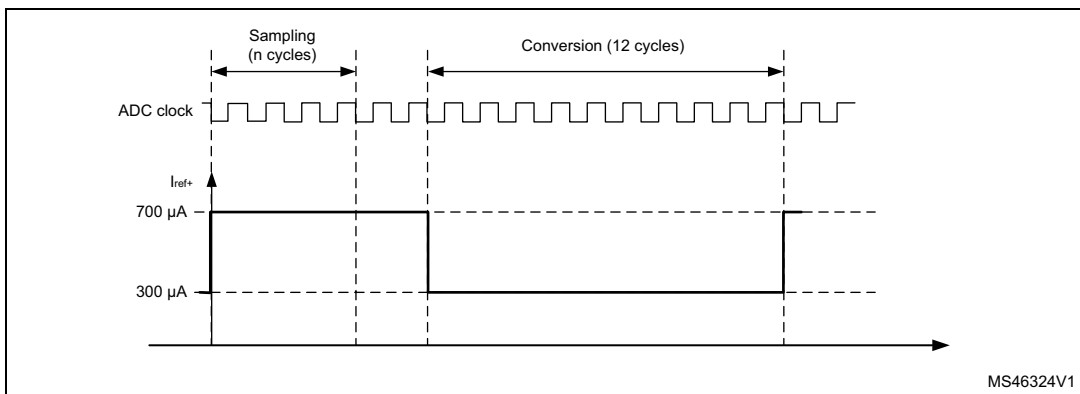 Sampling
(n cycles)
Conversion (12 cycles)
ADC clock
Iref+
700 µA
300 µA
MS46324V1